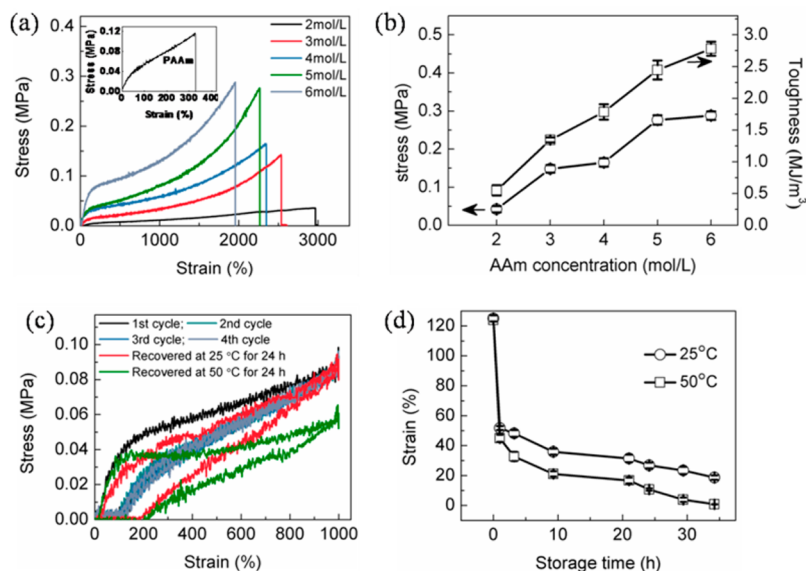 (a)
2mol/L
3mol/L
4mol/L
5mol/L
6mol/L
0.12
0.08
0.04
0.00
Stress (MPa)
PAAm
0 100 200 300 400
Strain (%)
0.4
0.3
0.2
0.1
0.0
Stress (MPa)
0 1000 2000 3000
Strain (%)
(b)
0.5
0.4
0.3
0.2
0.1
0.0
stress (MPa)
3.0
2.5
2.0
1.5
1.0
0.5
0.0
Toughness (MJ/m³)
2 3 4 5 6
AAm concentration (mol/L)
(c)
1st cycle; 2nd cycle
3rd cycle; 4th cycle
Recovered at 25 °C for 24 h
Recovered at 50 °C for 24 h
0.12
0.10
0.08
0.06
0.04
0.02
0.00
Stress (MPa)
0 200 400 600 800 1000
Strain (%)
(d)
25°C
50°C
120
100
80
60
40
20
0
Strain (%)
0 10 20 30
Storage time (h)